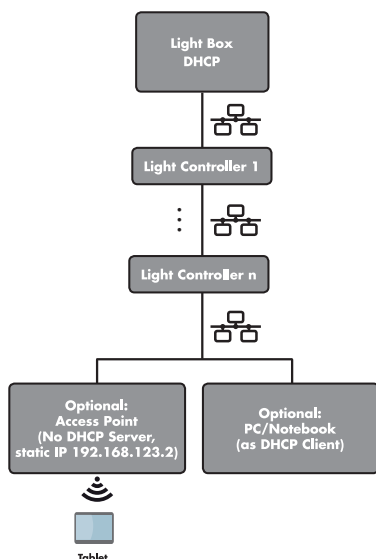 Light Box
DHCP
Light Controller 1
Light Controller n
Optional:
Access Point
(No DHCP Server,
static IP 192.168.123.2)
Optional:
PC/Notebook
(as DHCP Client)
Tablet